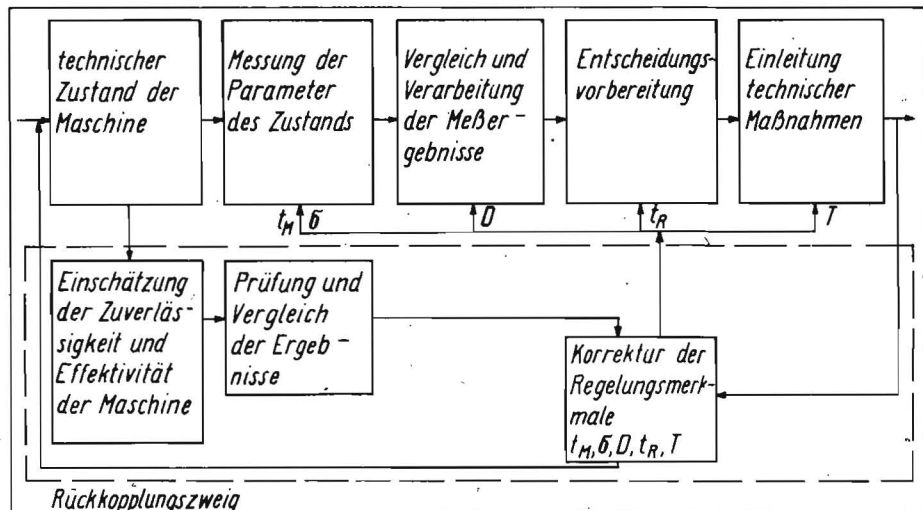 technischer
Zustand der
Maschine
Messung der
Parameter
des Zustands
Vergleich und
Verarbeitung
der Meßer-
gebnisse
Entscheidungs-
vorbereitung
Einleitung
technischer
Maßnahmen
t_M σ
D
t_R
T
Einschätzung
der Zuverläs-
sigkeit und
Effektivität
der Maschine
Prüfung und
Vergleich
der Ergeb-
nisse
Korrektur der
Regelungsmerk-
male
t_M, σ, D, t_R, T
Rückkopplungszweig